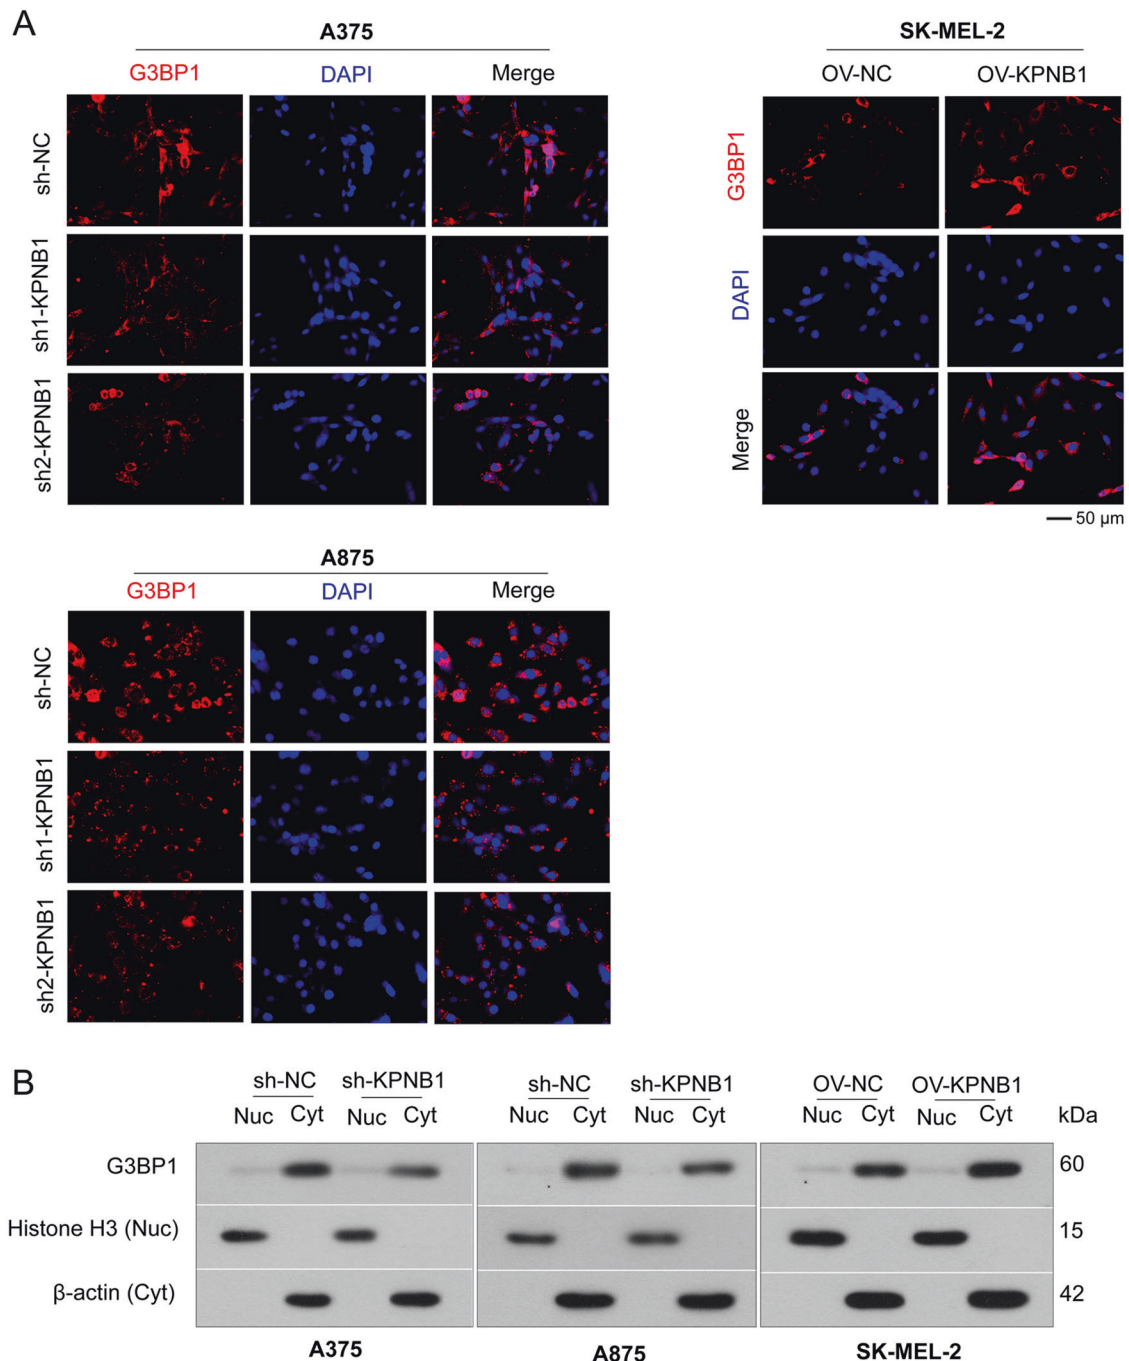 A
A375
G3BP1 DAPI Merge
sh-NC
sh1-KPNB1
sh2-KPNB1
SK-MEL-2
OV-NC OV-KPNB1
G3BP1
DAPI
Merge
50 µm
A875
G3BP1 DAPI Merge
sh-NC
sh1-KPNB1
sh2-KPNB1
B
sh-NC sh-KPNB1 sh-NC sh-KPNB1 OV-NC OV-KPNB1
Nuc Cyt Nuc Cyt Nuc Cyt Nuc Cyt Nuc Cyt Nuc Cyt kDa
G3BP1 60
Histone H3 (Nuc) 15
β-actin (Cyt) 42
A375 A875 SK-MEL-2